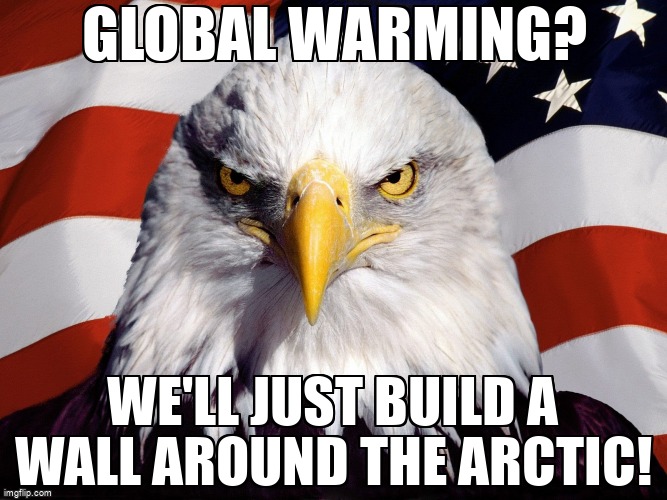 GLOBAL WARMING?
WE'LL JUST BUILD A
WALL AROUND THE ARCTIC!
imgflip.com